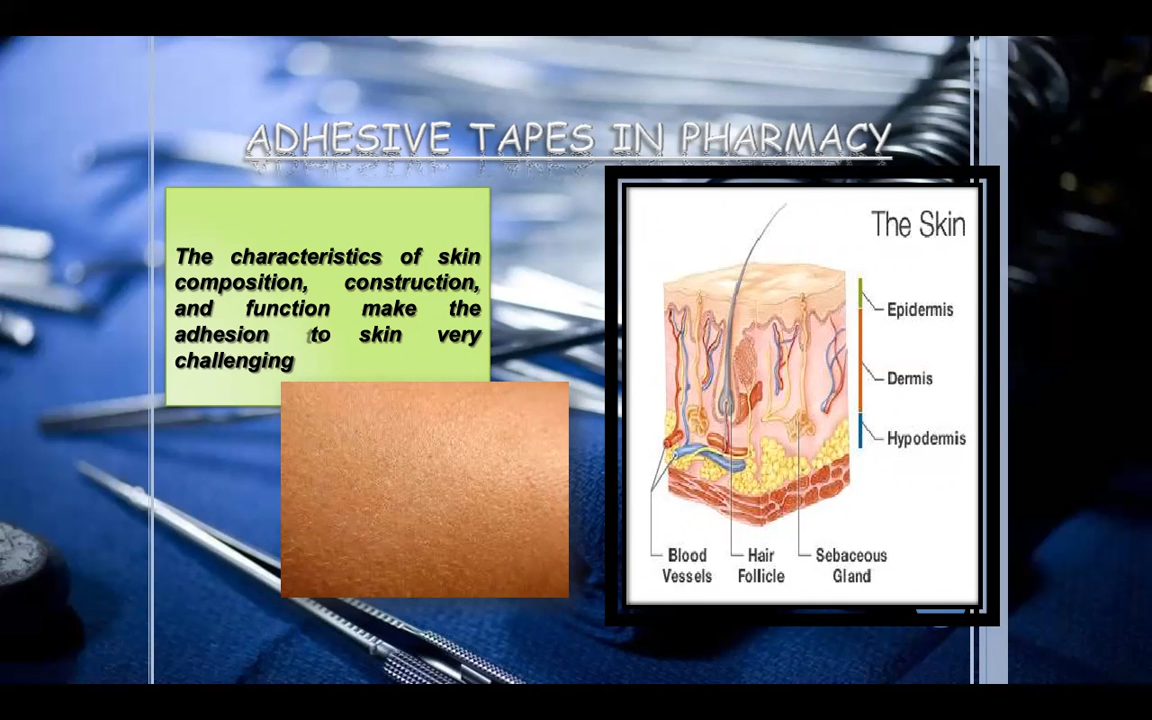 ADHESIVE TAPES IN PHARMACY
The characteristics of skin
composition, construction,
and function make the
adhesion to skin very
challenging
The Skin
Epidermis
Dermis
Hypodermis
Blood
Vessels
Hair
Follicle
Sebaceous
Gland